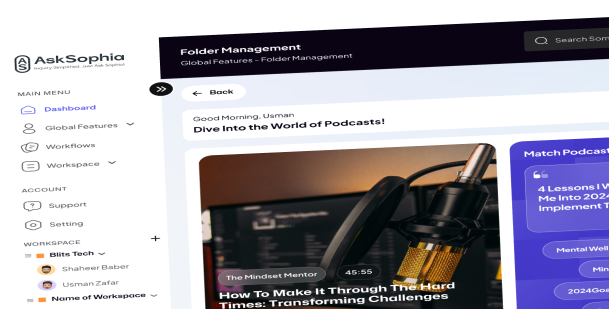 AskSophia
Inquiry Simplified, Just Ask Sophia!
MAIN MENU
Dashboard
Global Features
Workflows
Workspace
ACCOUNT
Support
Setting
WORKSPACE
Blits Tech
Shaheer Baber
Usman Zafar
Name of Workspace
Folder Management
Global Features - Folder Management
Search Som
Back
Good Morning, Usman
Dive Into the World of Podcasts!
The Mindset Mentor
45:55
How To Make It Through The Hard
Times: Transforming Challenges
Match Podcast
4 Lessons I W
Me Into 202
Implement T
Mental Well
Min
2024Goa